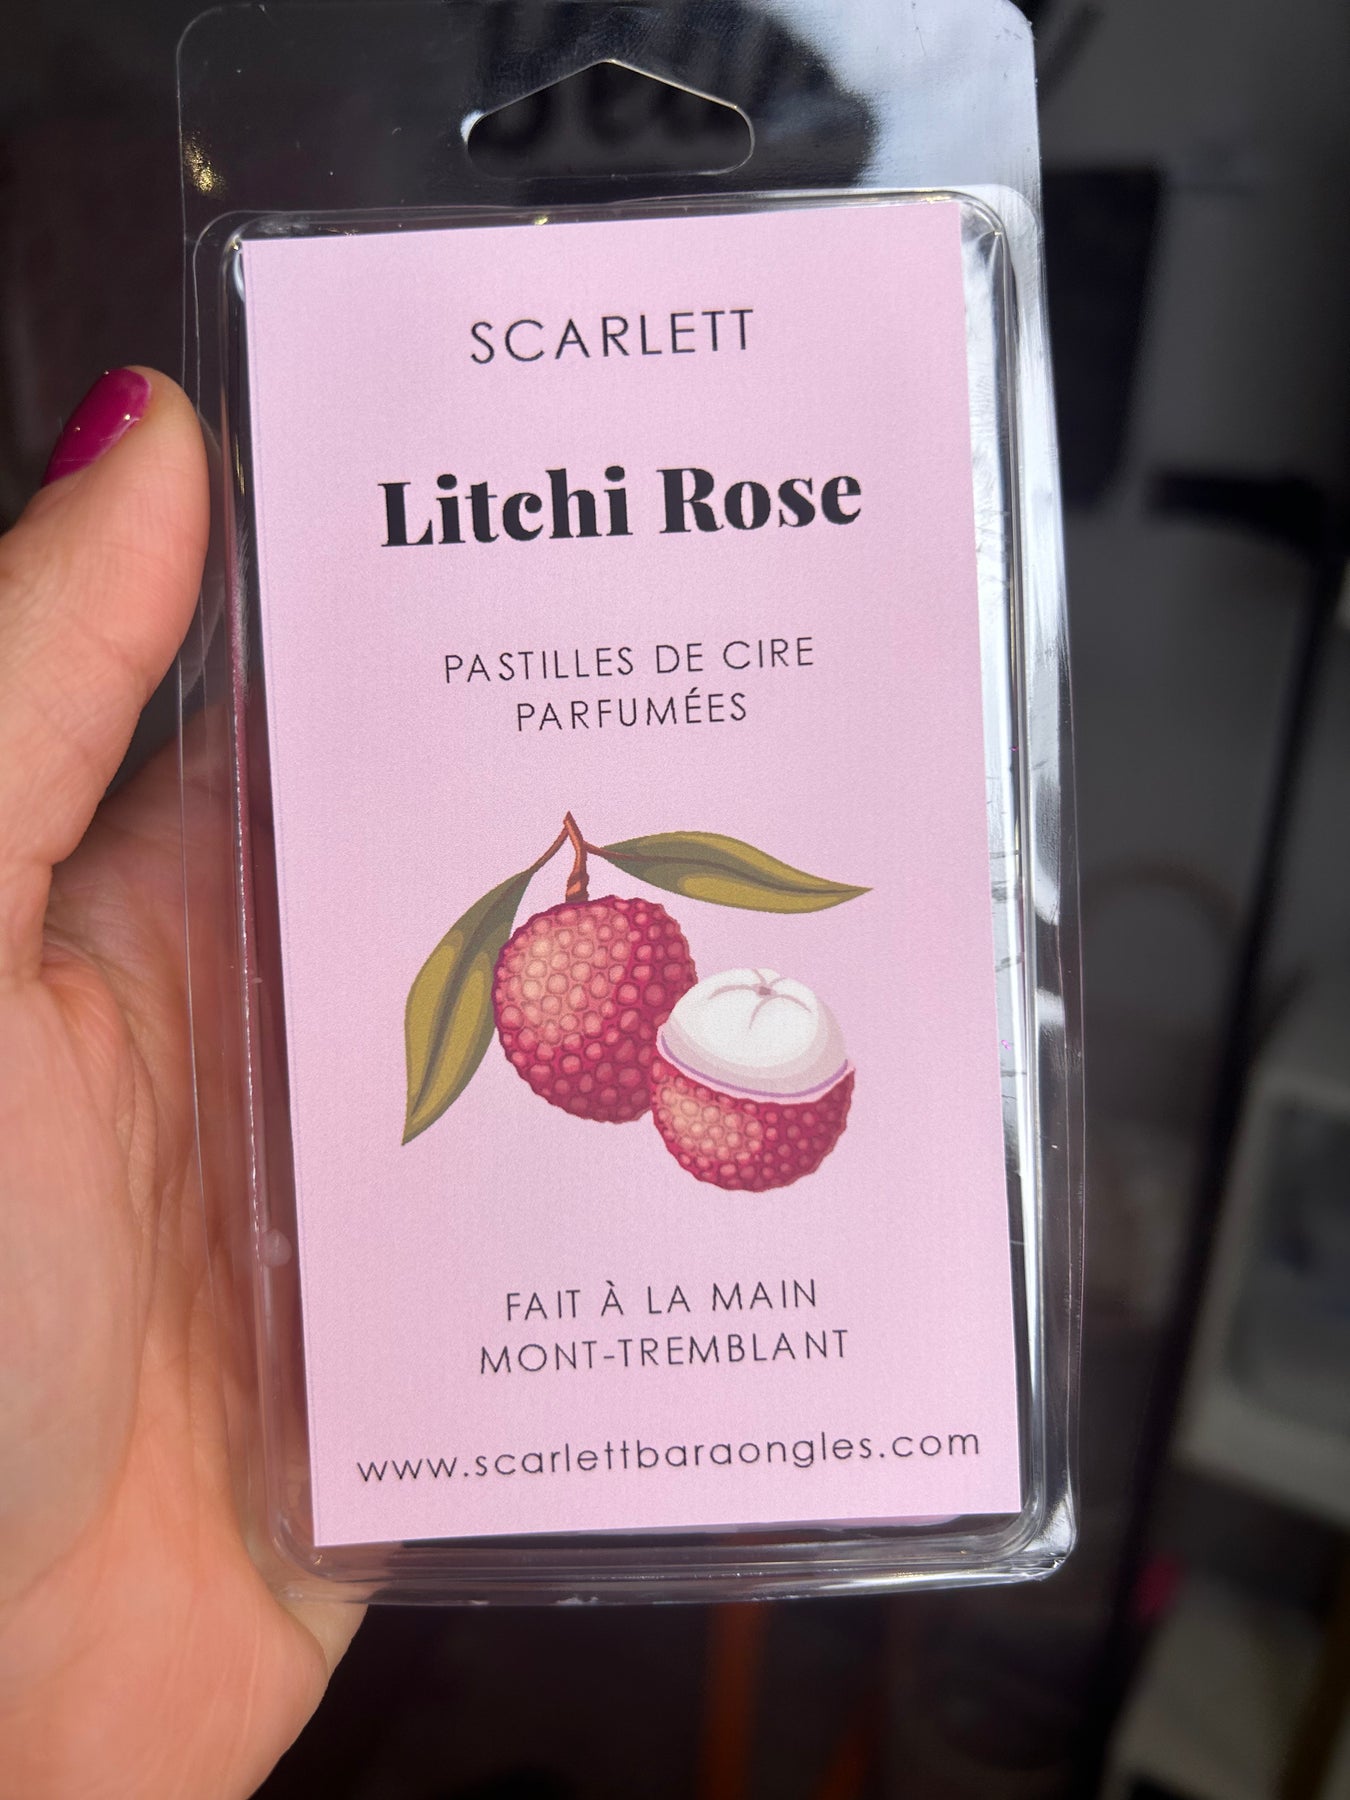 SCARLETT
Litchi Rose
PASTILLES DE CIRE
PARFUMÉES
FAIT À LA MAIN
MONT-TREMBLANT
www.scarlettbaraongles.com